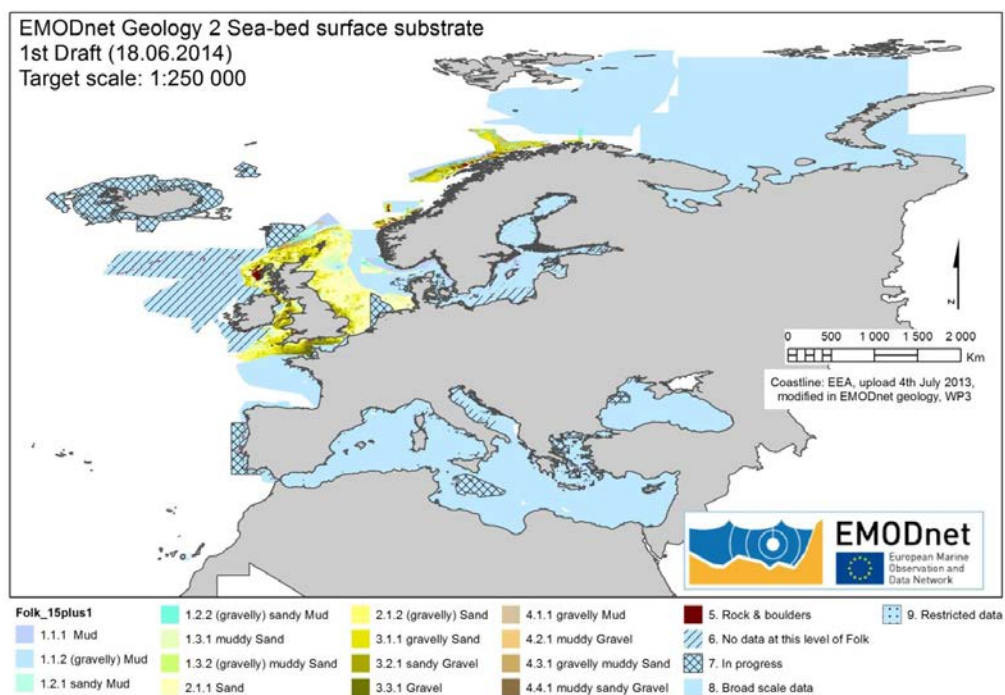 EMODnet Geology 2 Sea-bed surface substrate
1st Draft (18.06.2014)
Target scale: 1:250 000
N
0 500 1 000 1 500 2 000
Km
Coastline: EEA, upload 4th July 2013,
modified in EMODnet geology, WP3
EMODnet
European Marine
Observation and
Data Network
Folk_15plus1
1.1.1 Mud
1.1.2 (gravelly) Mud
1.2.1 sandy Mud
1.2.2 (gravelly) sandy Mud
1.3.1 muddy Sand
1.3.2 (gravelly) muddy Sand
2.1.1 Sand
2.1.2 (gravelly) Sand
3.1.1 gravelly Sand
3.2.1 sandy Gravel
3.3.1 Gravel
4.1.1 gravelly Mud
4.2.1 muddy Gravel
4.3.1 gravelly muddy Sand
4.4.1 muddy sandy Gravel
5. Rock & boulders
6. No data at this level of Folk
7. In progress
8. Broad scale data
9. Restricted data